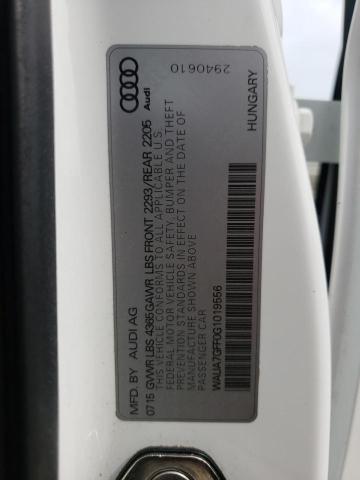 MFD. BY AUDI AG
0715 GVWR LBS 4365 GAWR LBS FRONT 2293/REAR 2205
THIS VEHICLE CONFORMS TO ALL APPLICABLE U.S.
FEDERAL MOTOR VEHICLE SAFETY, BUMPER AND THEFT
PREVENTION STANDARDS IN EFFECT ON THE DATE OF
MANUFACTURE SHOWN ABOVE.
PASSENGER CAR
WAUA7GFF0G1019556
Audi
2940610
HUNGARY